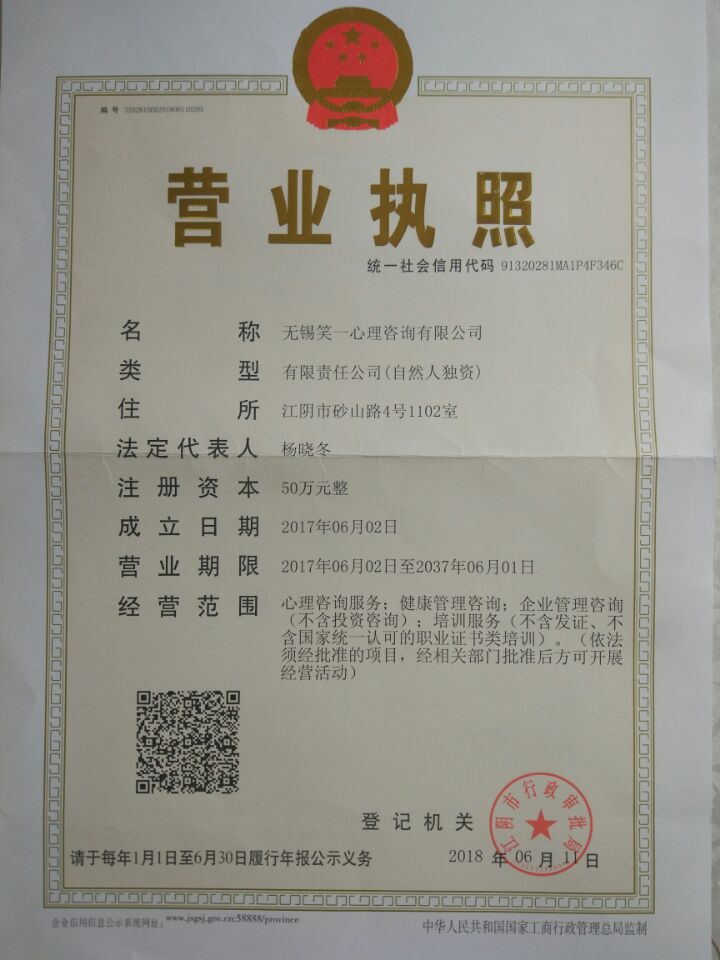 编 号 320281000201806110295
营业执照
统一社会信用代码 91320281MA1P4F346C
名称 无锡笑一心理咨询有限公司
类型 有限责任公司(自然人独资)
住所 江阴市砂山路4号1102室
法定代表人 杨晓冬
注册资本 50万元整
成立日期 2017年06月02日
营业期限 2017年06月02日至2037年06月01日
经营范围 心理咨询服务；健康管理咨询；企业管理咨询
（不含投资咨询）；培训服务（不含发证、不
含国家统一认可的职业证书类培训）。（依法
须经批准的项目，经相关部门批准后方可开展
经营活动）
登记机关
江阴市行政审批局
请于每年1月1日至6月30日履行年报公示义务
2018 年 06 月 11 日
企业信用信息公示系统网址： www.jsgsj.gov.cn:58888/province
中华人民共和国国家工商行政管理总局监制